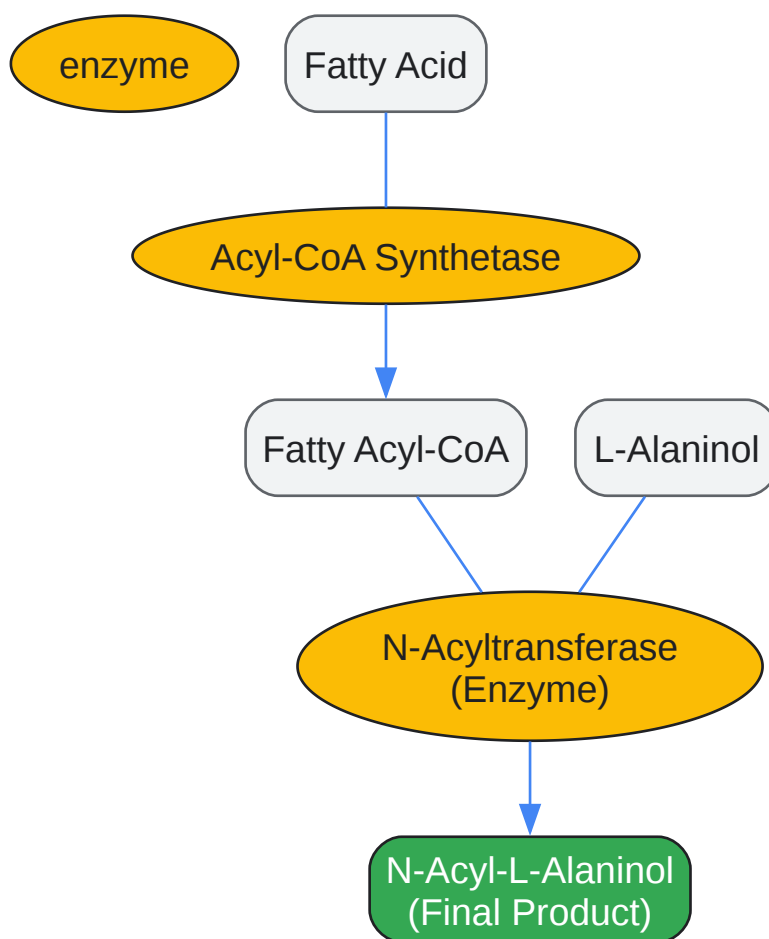 enzyme
Fatty Acid
Acyl-CoA Synthetase
Fatty Acyl-CoA
L-Alaninol
N-Acyltransferase
(Enzyme)
N-Acyl-L-Alaninol
(Final Product)